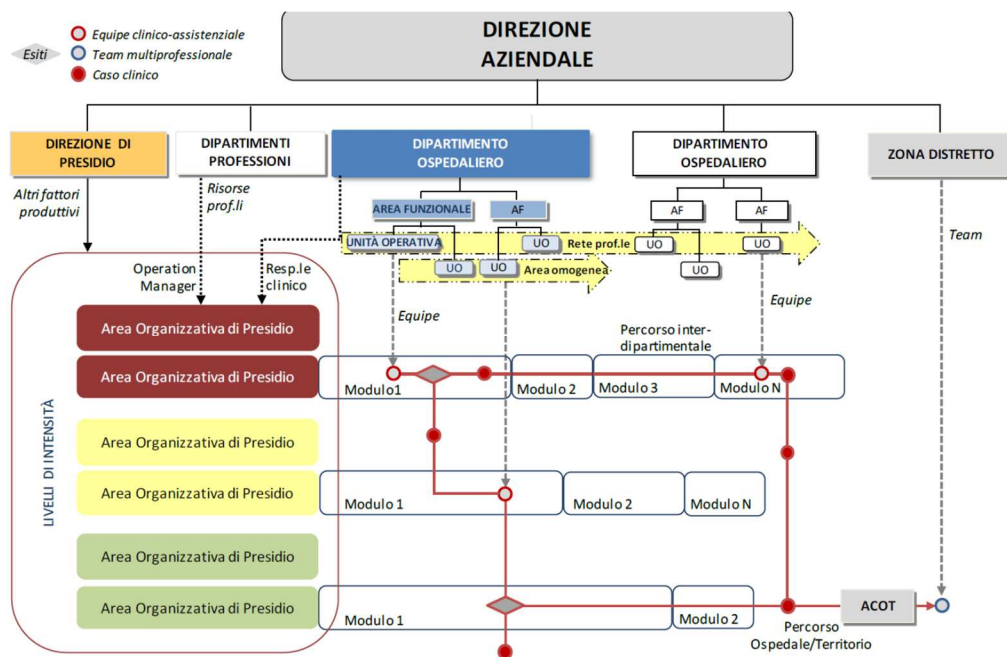 DIREZIONE
AZIENDALE
Esiti
Equipe clinico-assistenziale
Team multiprofessionale
Caso clinico
DIREZIONE DI
PRESIDIO
DIPARTIMENTI
PROFESSIONI
DIPARTIMENTO
OSPEDALIERO
DIPARTIMENTO
OSPEDALIERO
ZONA DISTRETTO
Altri fattori
produttivi
Risorse
prof.li
AREA FUNZIONALE
AF
AF
AF
UNITÀ OPERATIVA
UO
Rete prof.le
UO
UO
Team
UO
UO
Area omogenea
UO
Operation
Manager
Resp.le
clinico
Equipe
Equipe
LIVELLI DI INTENSITÀ
Area Organizzativa di Presidio
Percorso inter-
dipartimentale
Area Organizzativa di Presidio
Modulo1
Modulo 2
Modulo 3
Modulo N
Area Organizzativa di Presidio
Area Organizzativa di Presidio
Modulo 1
Modulo 2
Modulo N
Area Organizzativa di Presidio
Area Organizzativa di Presidio
Modulo 1
Modulo 2
ACOT
Percorso
Ospedale/Territorio